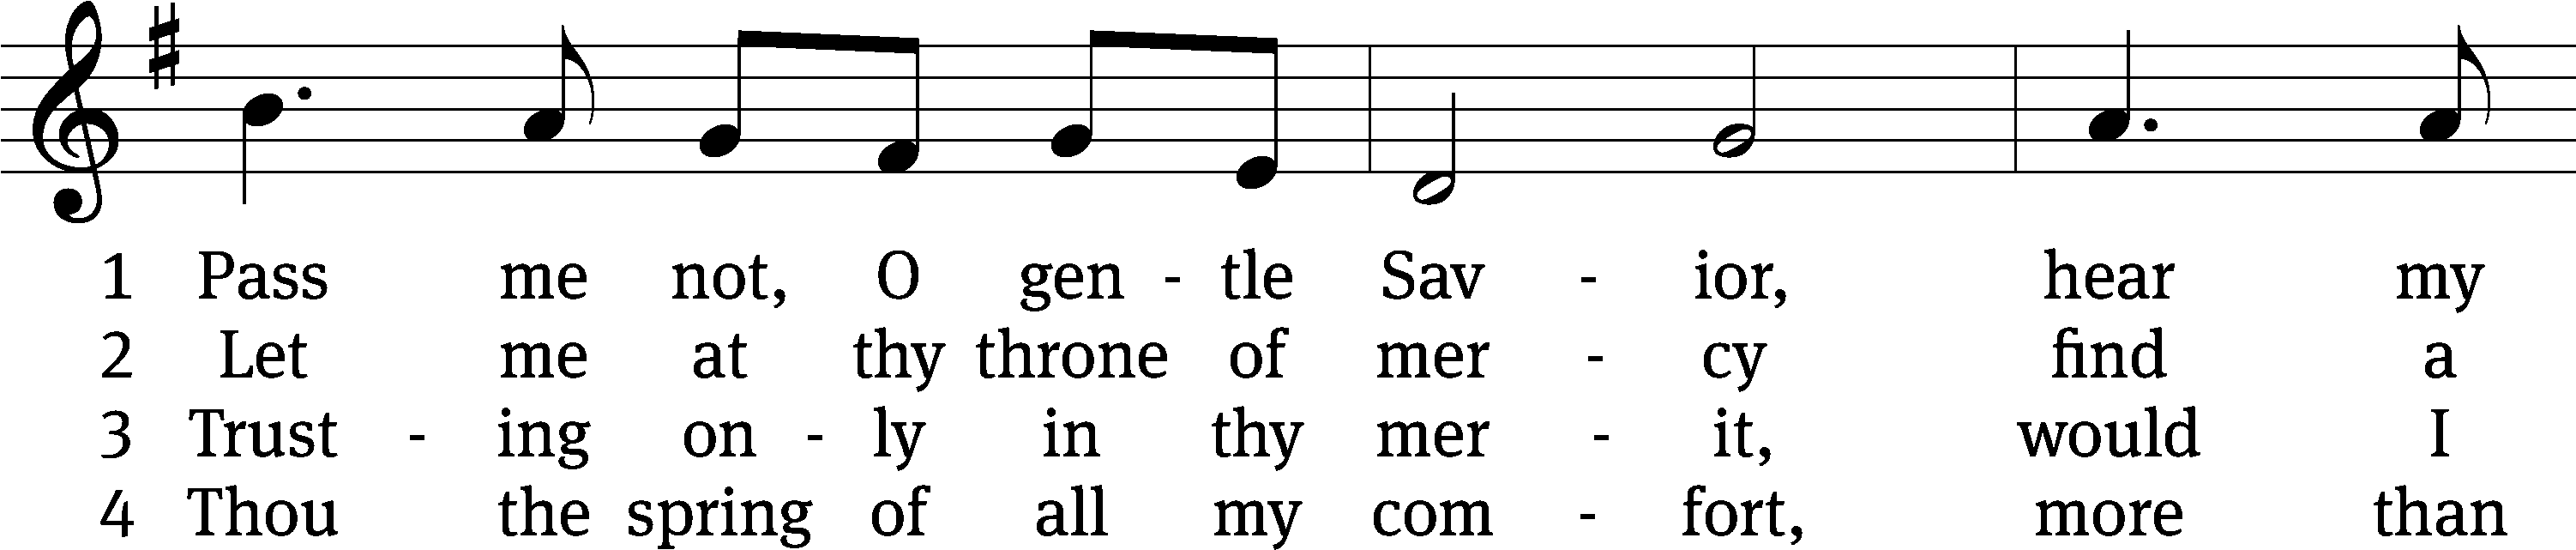 1 Pass me not, O gen - tle Sav - ior, hear my
2 Let me at thy throne of mer - cy find a
3 Trust - ing on - ly in thy mer - it, would I
4 Thou the spring of all my com - fort, more than